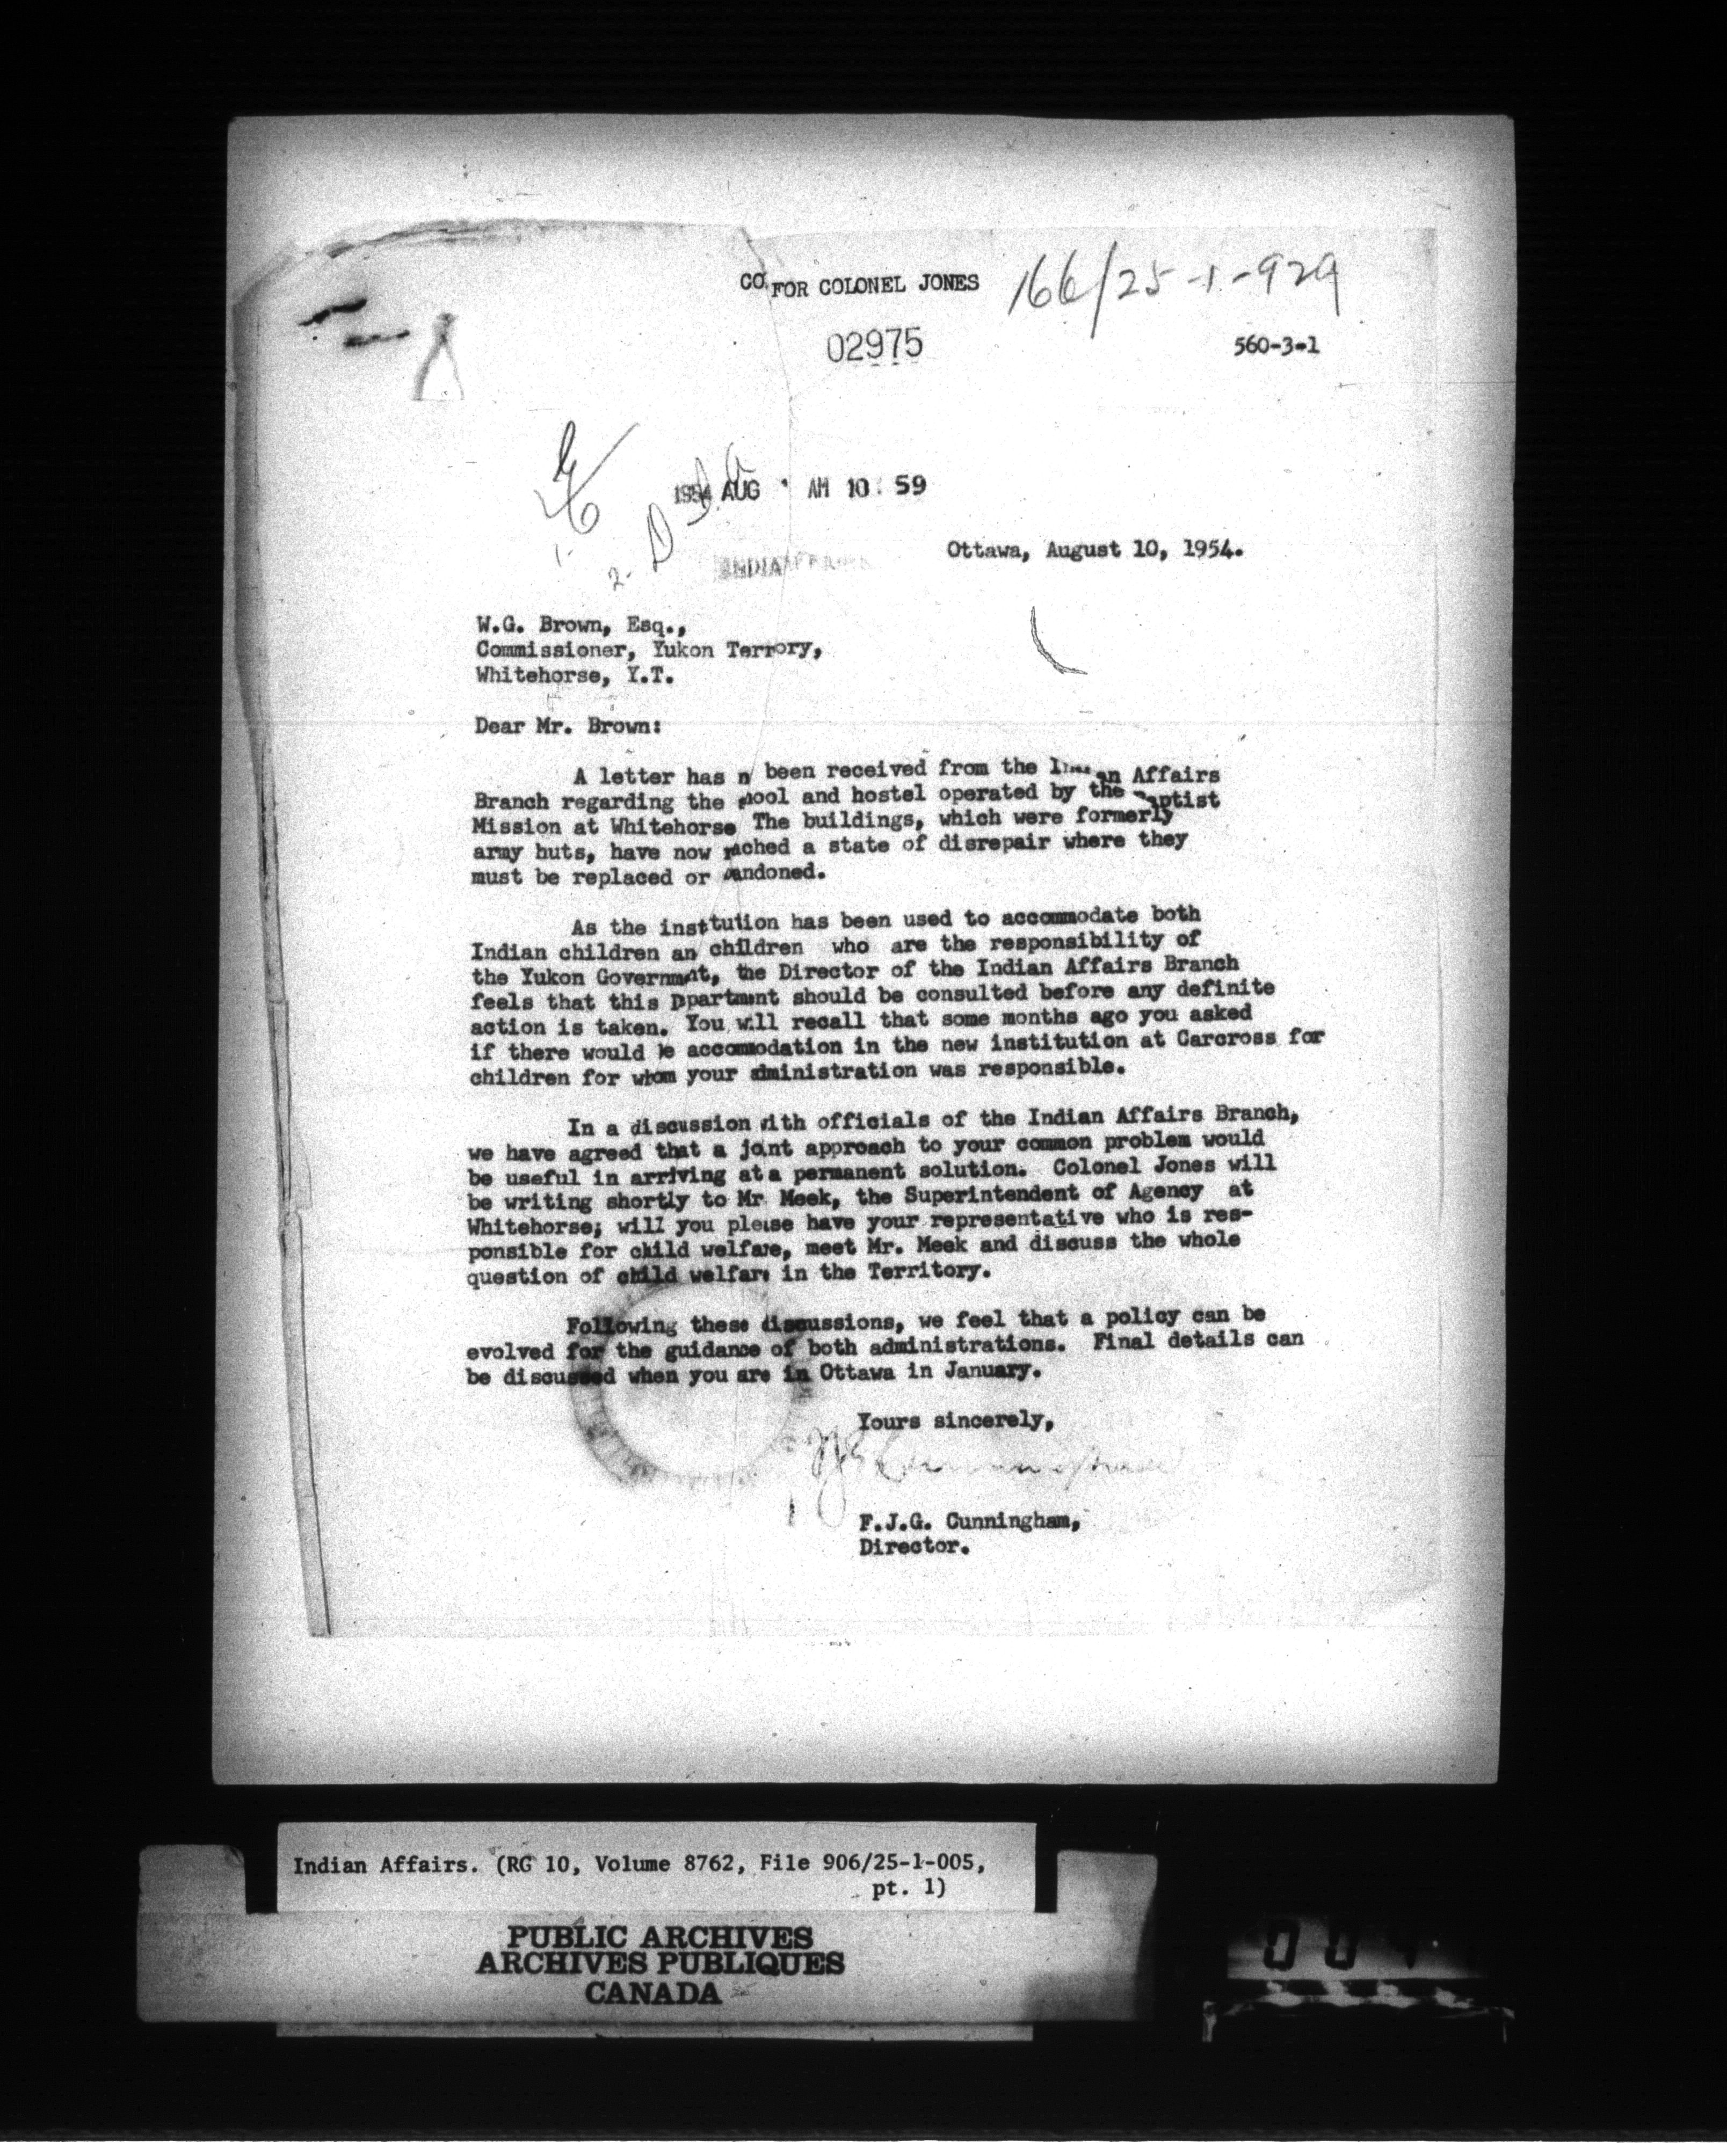 CO. FOR COLONEL JONES
166/25-1-929
02975
560-3-1
1954 AUG AM 10:59
2-
Ottawa, August 10, 1954.
W.G. Brown, Esq.,
Commissioner, Yukon Terrory,
Whitehorse, Y.T.
Dear Mr. Brown:
A letter has been received from the Affairs
Branch regarding the and hostel operated by the
Mission at Whitehorse The buildings, which were formerly
army huts, have now a state of disrepair where they
must be replaced or
As the insttution has been used to accommodate both
Indian children an children who are the responsibility of
the Yukon the Director of the Indian Affairs Branch
feels that this should be consulted before any definite
action is taken. You will recall that some months ago you asked
if there would be accommodation in the new institution at Carcross for
children for whom your administration was responsible.
In a discussion with officials of the Indian Affairs Branch,
we have agreed that a joint approach to your common problem would
be useful in arriving at a permanent solution. Colonel Jones will
be writing shortly to Mr. Meek, the Superintendent of Agency at
Whitehorse; will you please have your representative who is res-
ponsible for child welfare, meet Mr. Meek and discuss the whole
question of child welfare in the Territory.
Following these discussions, we feel that a policy can be
evolved for the guidance of both administrations. Final details can
be discussed when you are in Ottawa in January.
Yours sincerely,
F.J.G. Cunningham,
Director.
Indian Affairs. (RG 10, Volume 8762, File 906/25-1-005,
pt. 1)
PUBLIC ARCHIVES
ARCHIVES PUBLIQUES
CANADA